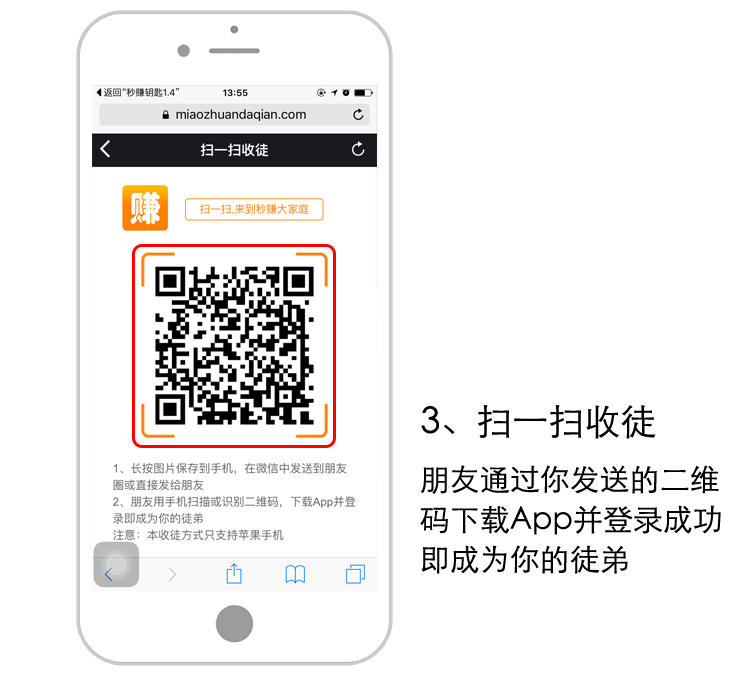 返回“秒赚钥匙1.4”
13:55
miaozhuandaqian.com
扫一扫收徒
赚
扫一扫,来到秒赚大家庭
1、长按图片保存到手机，在微信中发送到朋友
圈或直接发给朋友
2、朋友用手机扫描或识别二维码，下载App并登
录即成为你的徒弟
注意：本收徒方式只支持苹果手机
3、扫一扫收徒
朋友通过你发送的二维
码下载App并登录成功
即成为你的徒弟